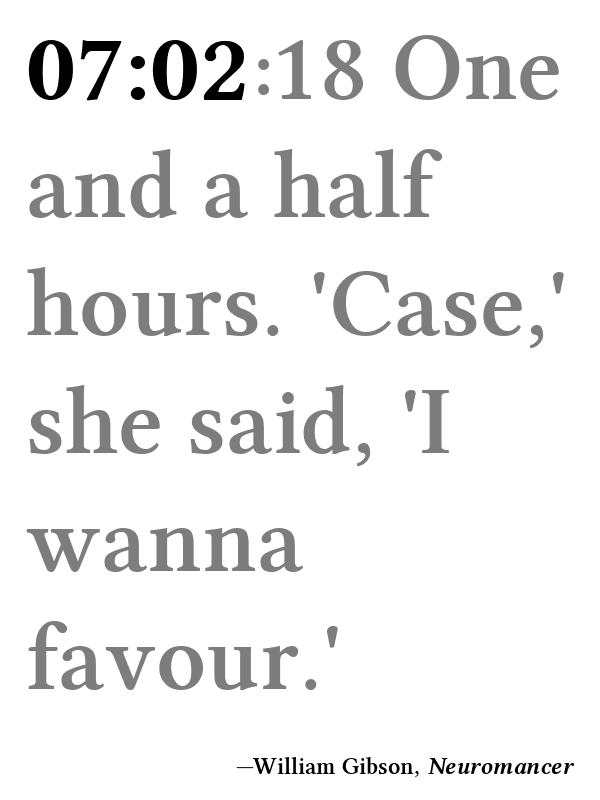 07:02:18 One
and a half
hours. 'Case,'
she said, 'I
wanna
favour.'
—William Gibson, Neuromancer